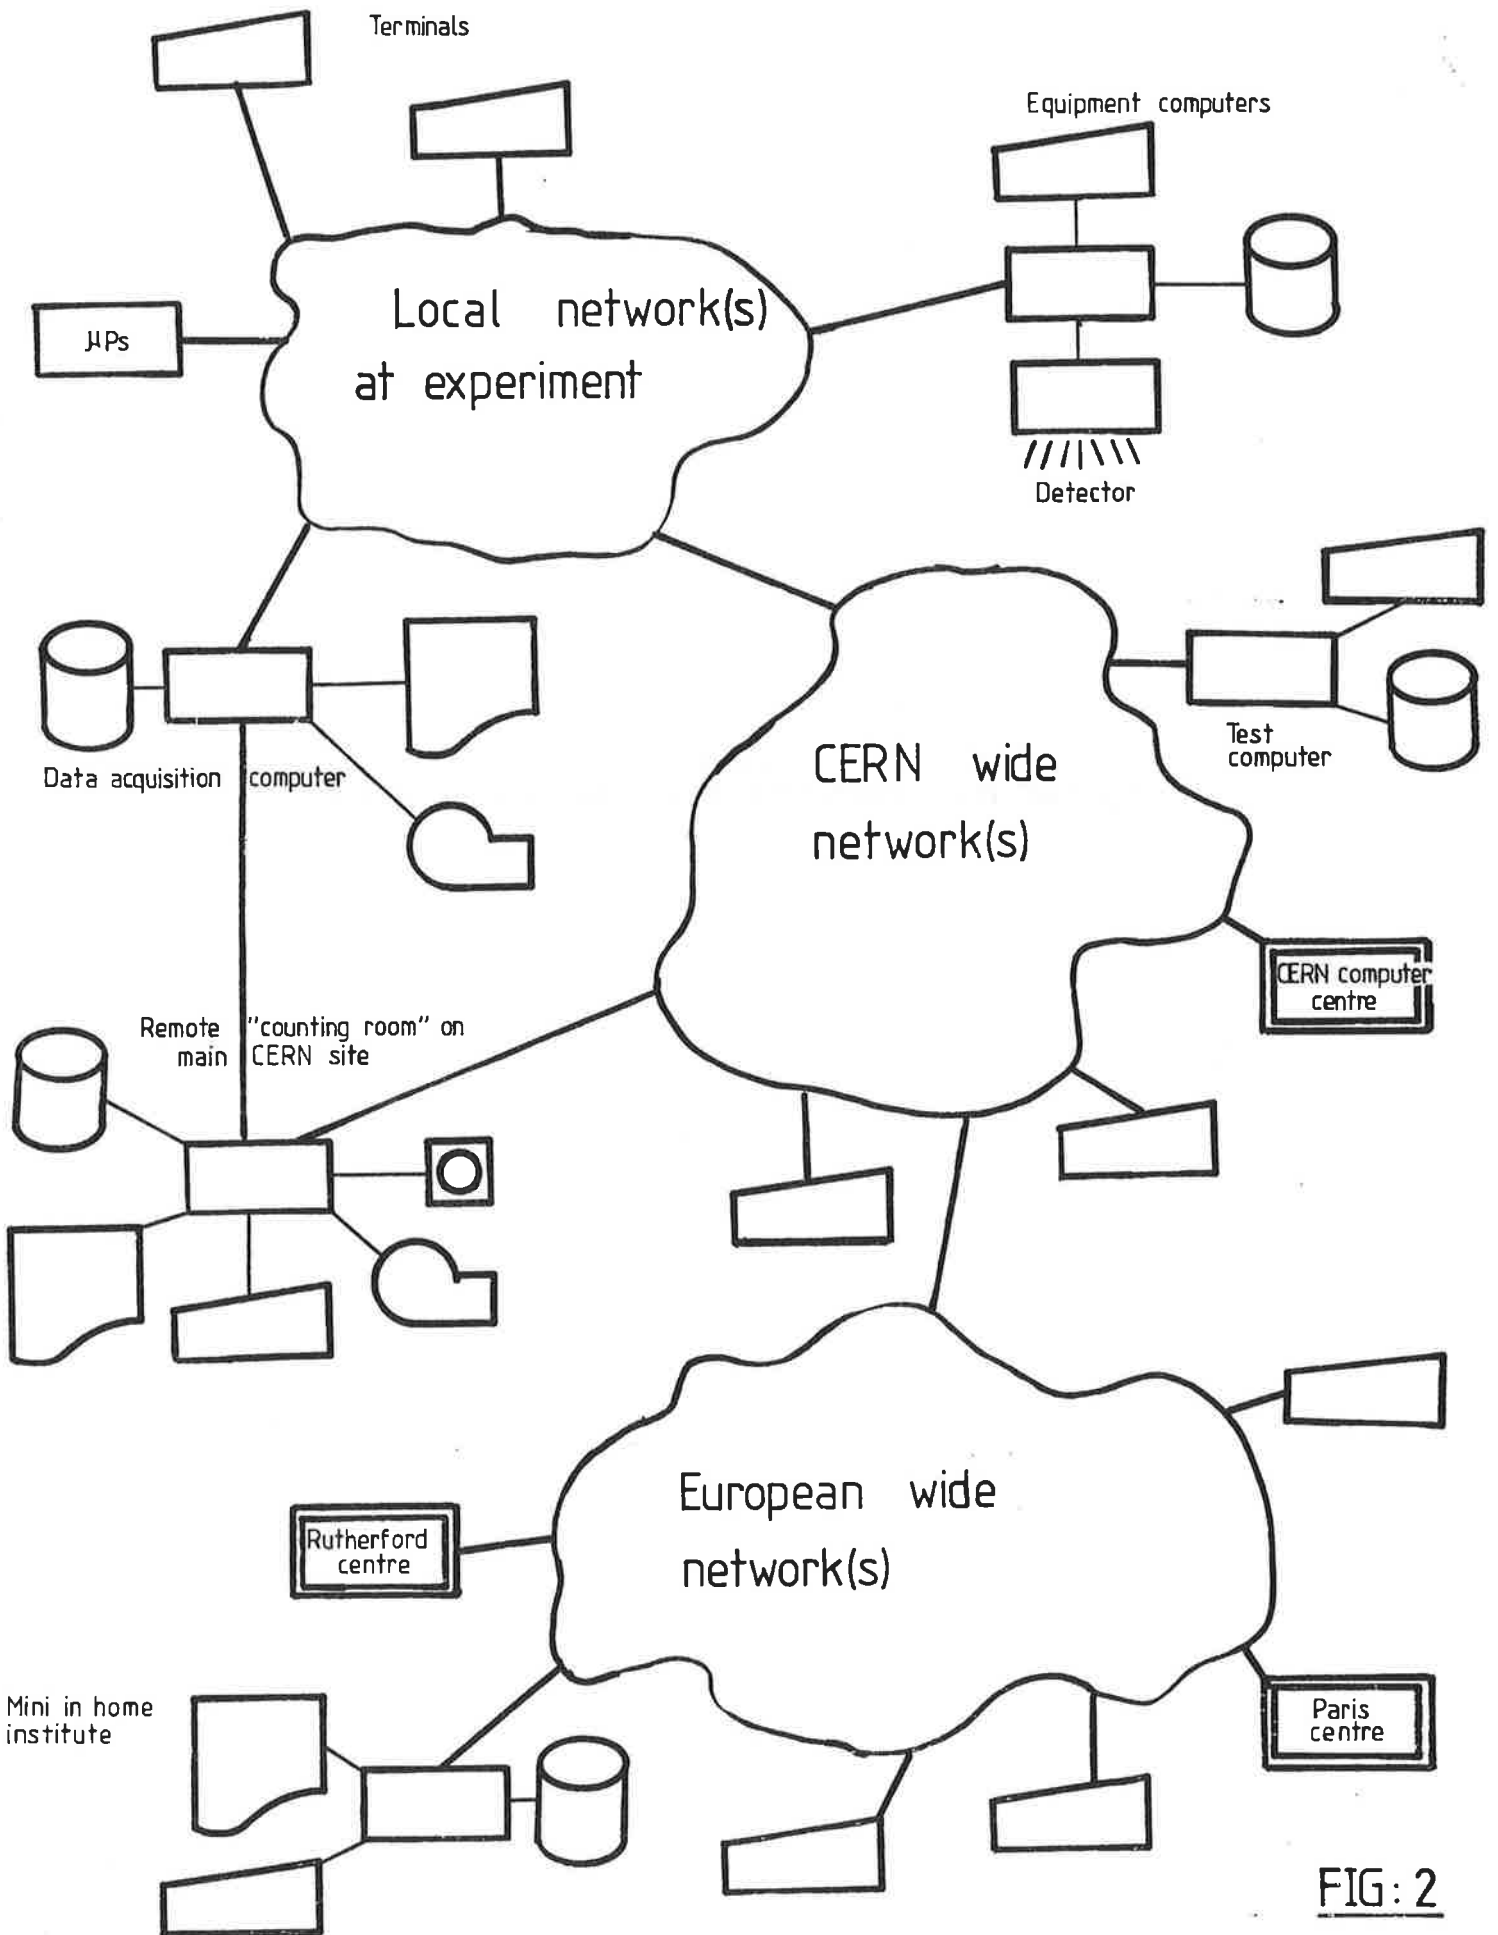 Terminals
Equipment computers
Local network(s)
at experiment
µPs
Detector
CERN wide
network(s)
Test
computer
Data acquisition computer
CERN computer
centre
Remote "counting room" on
main CERN site
European wide
network(s)
Rutherford
centre
Mini in home
institute
Paris
centre
FIG: 2